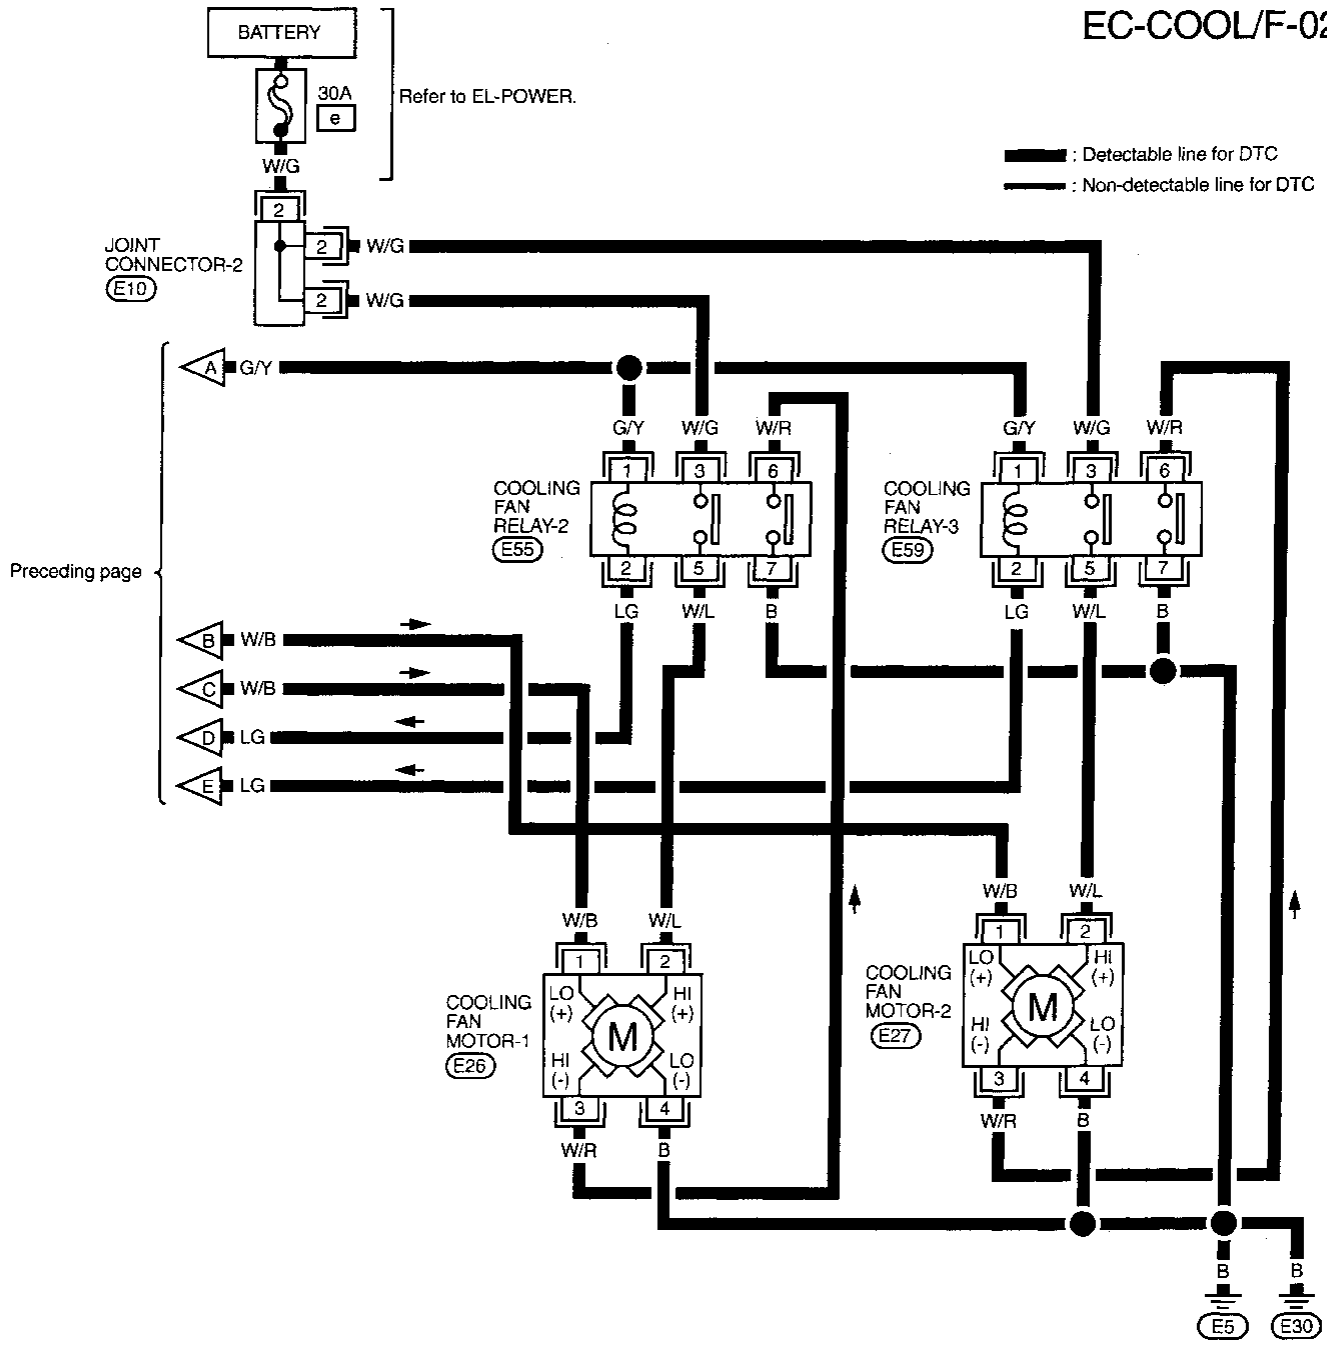 EC-COOL/F-02
BATTERY
30A
e
Refer to EL-POWER.
: Detectable line for DTC
: Non-detectable line for DTC
W/G
2
JOINT
CONNECTOR-2
E10
2 W/G
2 W/G
A G/Y
G/Y W/G W/R
G/Y W/G W/R
1 3 6
1 3 6
COOLING
FAN
RELAY-2
E55
COOLING
FAN
RELAY-3
E59
2 5 7
2 5 7
LG W/L B
LG W/L B
Preceding page
B W/B
C W/B
D LG
E LG
W/B W/L
W/B W/L
1 2
1 2
COOLING
FAN
MOTOR-1
E26
LO
(+)
HI
(+)
M
HI
(-)
LO
(-)
3 4
W/R B
COOLING
FAN
MOTOR-2
E27
LO
(+)
HI
(+)
M
HI
(-)
LO
(-)
3 4
W/R B
B B
E5 E30